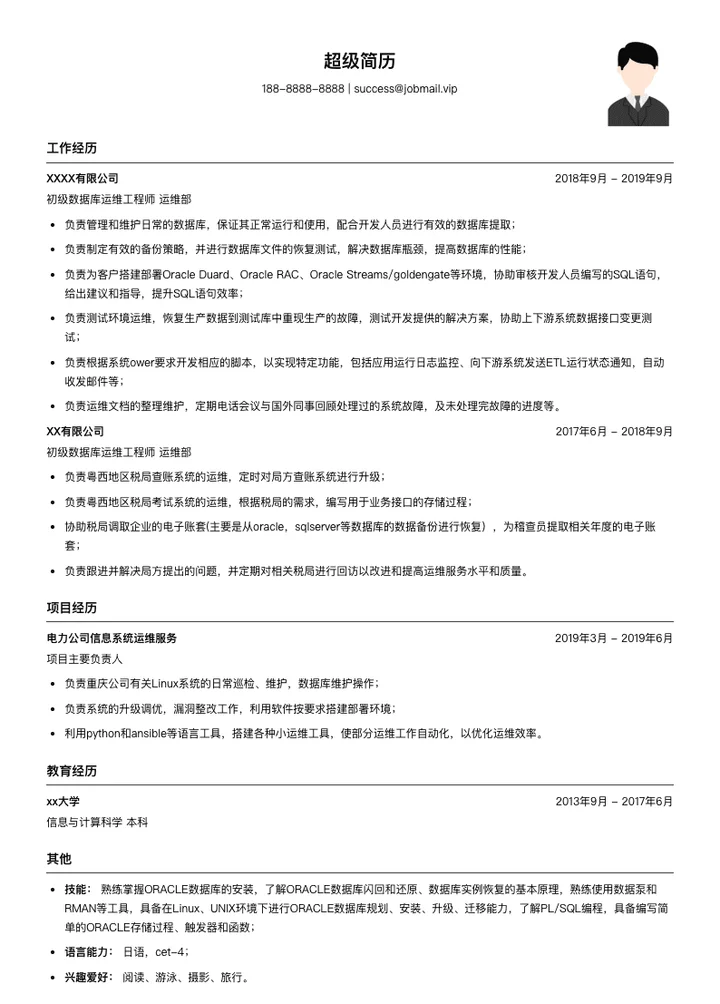 超级简历
188-8888-8888 | success@jobmail.vip
工作经历
XXXX有限公司 2018年9月 - 2019年9月
初级数据库运维工程师 运维部
• 负责管理和维护日常的数据库，保证其正常运行和使用，配合开发人员进行有效的数据库提取；
• 负责制定有效的备份策略，并进行数据库文件的恢复测试，解决数据库瓶颈，提高数据库的性能；
• 负责为客户搭建部署Oracle Duard、Oracle RAC、Oracle Streams/goldengate等环境，协助审核开发人员编写的SQL语句，
给出建议和指导，提升SQL语句效率；
• 负责测试环境运维，恢复生产数据到测试库中重现生产的故障，测试开发提供的解决方案，协助上下游系统数据接口变更测
试；
• 负责根据系统ower要求开发相应的脚本，以实现特定功能，包括应用运行日志监控、向下游系统发送ETL运行状态通知，自动
收发邮件等；
• 负责运维文档的整理维护，定期电话会议与国外同事回顾处理过的系统故障，及未处理完故障的进度等。
XX有限公司 2017年6月 - 2018年9月
初级数据库运维工程师 运维部
• 负责粤西地区税局查账系统的运维，定时对局方查账系统进行升级；
• 负责粤西地区税局考试系统的运维，根据税局的需求，编写用于业务接口的存储过程；
• 协助税局调取企业的电子账套(主要是从oracle，sqlserver等数据库的数据备份进行恢复），为稽查员提取相关年度的电子账
套；
• 负责跟进并解决局方提出的问题，并定期对相关税局进行回访以改进和提高运维服务水平和质量。
项目经历
电力公司信息系统运维服务 2019年3月 - 2019年6月
项目主要负责人
• 负责重庆公司有关Linux系统的日常巡检、维护，数据库维护操作；
• 负责系统的升级调优，漏洞整改工作，利用软件按要求搭建部署环境；
• 利用python和ansible等语言工具，搭建各种小运维工具，使部分运维工作自动化，以优化运维效率。
教育经历
xx大学 2013年9月 - 2017年6月
信息与计算科学 本科
其他
• 技能： 熟练掌握ORACLE数据库的安装，了解ORACLE数据库闪回和还原、数据库实例恢复的基本原理，熟练使用数据泵和
RMAN等工具，具备在Linux、UNIX环境下进行ORACLE数据库规划、安装、升级、迁移能力，了解PL/SQL编程，具备编写简
单的ORACLE存储过程、触发器和函数；
• 语言能力： 日语，cet-4；
• 兴趣爱好： 阅读、游泳、摄影、旅行。